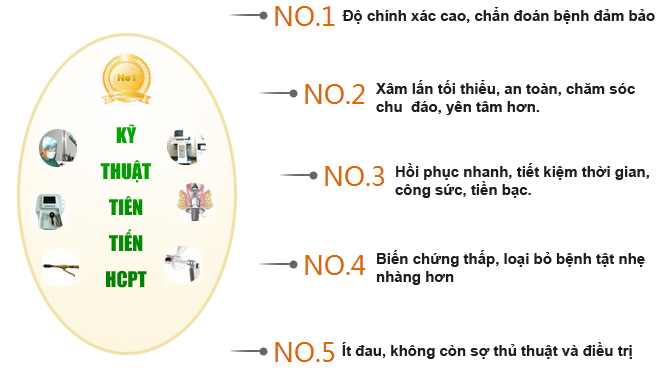 No1
KỸ
THUẬT
TIÊN
TIẾN
HCPT
NO.1 Độ chính xác cao, chẩn đoán bệnh đảm bảo
NO.2 Xâm lấn tối thiểu, an toàn, chăm sóc
chu đáo, yên tâm hơn.
NO.3 Hồi phục nhanh, tiết kiệm thời gian,
công sức, tiền bạc.
NO.4 Biến chứng thấp, loại bỏ bệnh tật nhẹ
nhàng hơn
NO.5 Ít đau, không còn sợ thủ thuật và điều trị